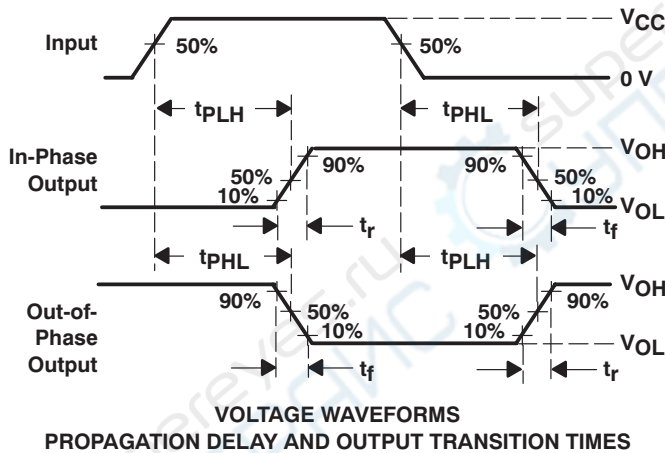 Input
50%
50%
VCC
0 V
tPLH
tPHL
In-Phase
Output
50%
10%
90%
90%
50%
10%
VOH
VOL
tr
tf
tPHL
tPLH
Out-of-
Phase
Output
90%
50%
10%
50%
10%
90%
VOH
VOL
tf
tr
VOLTAGE WAVEFORMS
PROPAGATION DELAY AND OUTPUT TRANSITION TIMES